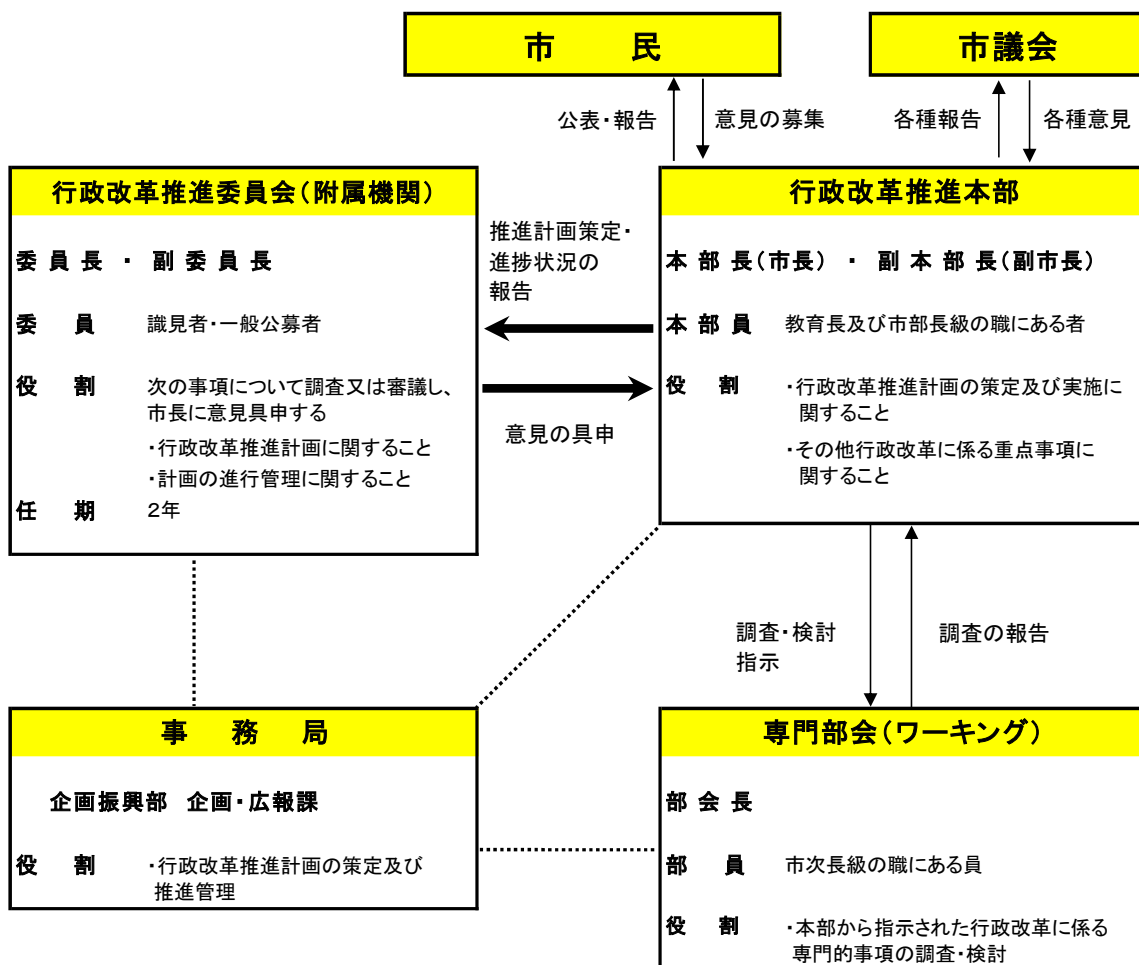 市　民
市議会
公表・報告
意見の募集
各種報告
各種意見
行政改革推進委員会(附属機関)
委員長・副委員長
委員　識見者・一般公募者
役割　次の事項について調査又は審議し、
市長に意見具申する
・行政改革推進計画に関すること
・計画の進行管理に関すること
任期　2年
推進計画策定・
進捗状況の
報告
意見の具申
行政改革推進本部
本部長(市長)・副本部長(副市長)
本部員　教育長及び市部長級の職にある者
役割　・行政改革推進計画の策定及び実施に
関すること
・その他行政改革に係る重点事項に
関すること
調査・検討
指示
調査の報告
事務局
企画振興部　企画・広報課
役割　・行政改革推進計画の策定及び
推進管理
専門部会(ワーキング)
部会長
部員　市次長級の職にある員
役割　・本部から指示された行政改革に係る
専門的事項の調査・検討